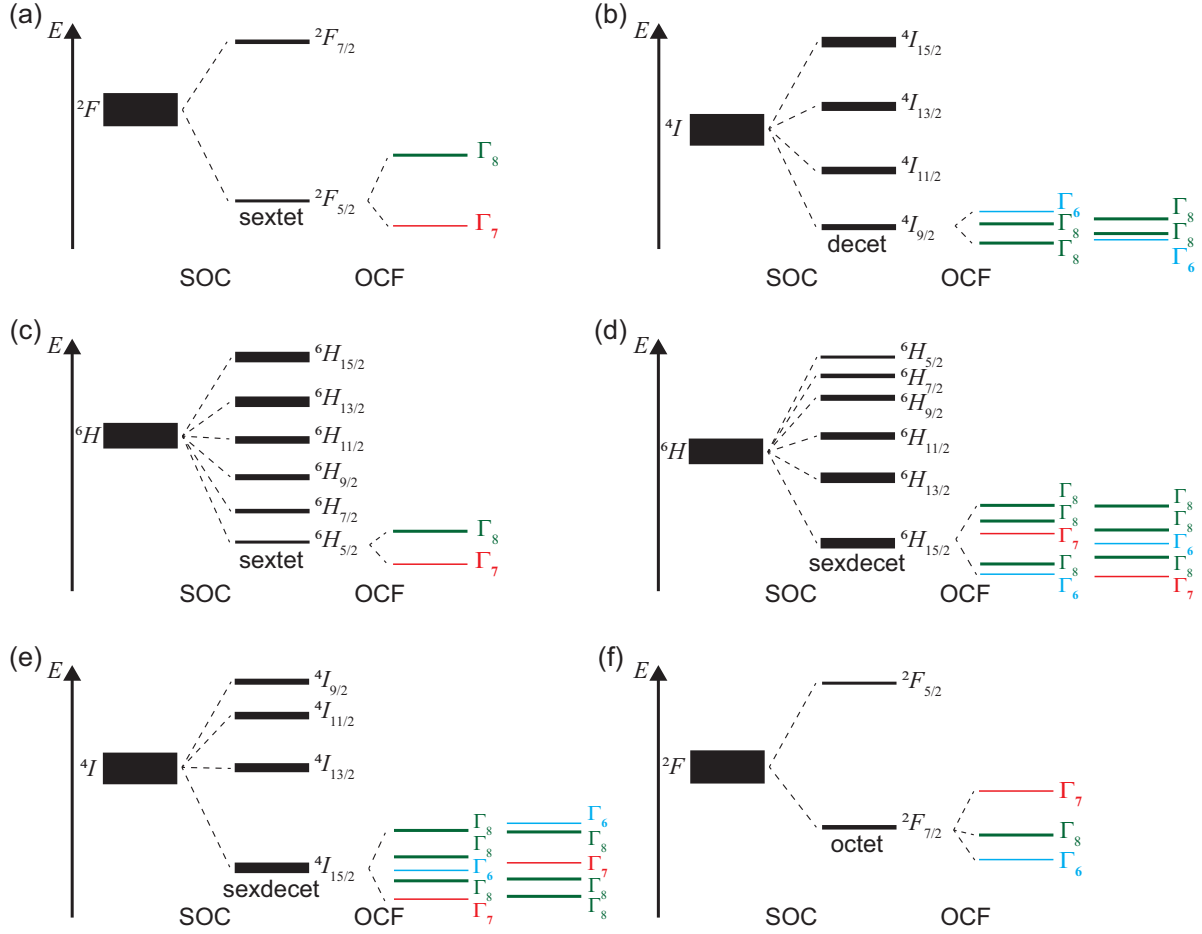 (a)
E
²F
²F₇/₂
²F₅/₂
sextet
Γ₈
Γ₇
SOC
OCF
(b)
E
⁴I
⁴I₁₅/₂
⁴I₁₃/₂
⁴I₁₁/₂
⁴I₉/₂
decet
Γ₆
Γ₈
Γ₈
Γ₈
Γ₈
Γ₆
SOC
OCF
(c)
E
⁶H
⁶H₁₅/₂
⁶H₁₃/₂
⁶H₁₁/₂
⁶H₉/₂
⁶H₇/₂
⁶H₅/₂
sextet
Γ₈
Γ₇
SOC
OCF
(d)
E
⁶H
⁶H₅/₂
⁶H₇/₂
⁶H₉/₂
⁶H₁₁/₂
⁶H₁₃/₂
⁶H₁₅/₂
sexdecet
Γ₈
Γ₈
Γ₇
Γ₈
Γ₆
Γ₈
Γ₈
Γ₆
Γ₈
Γ₇
SOC
OCF
(e)
E
⁴I
⁴I₉/₂
⁴I₁₁/₂
⁴I₁₃/₂
⁴I₁₅/₂
sexdecet
Γ₈
Γ₈
Γ₆
Γ₈
Γ₇
Γ₆
Γ₈
Γ₇
Γ₈
Γ₈
SOC
OCF
(f)
E
²F
²F₅/₂
²F₇/₂
octet
Γ₇
Γ₈
Γ₆
SOC
OCF